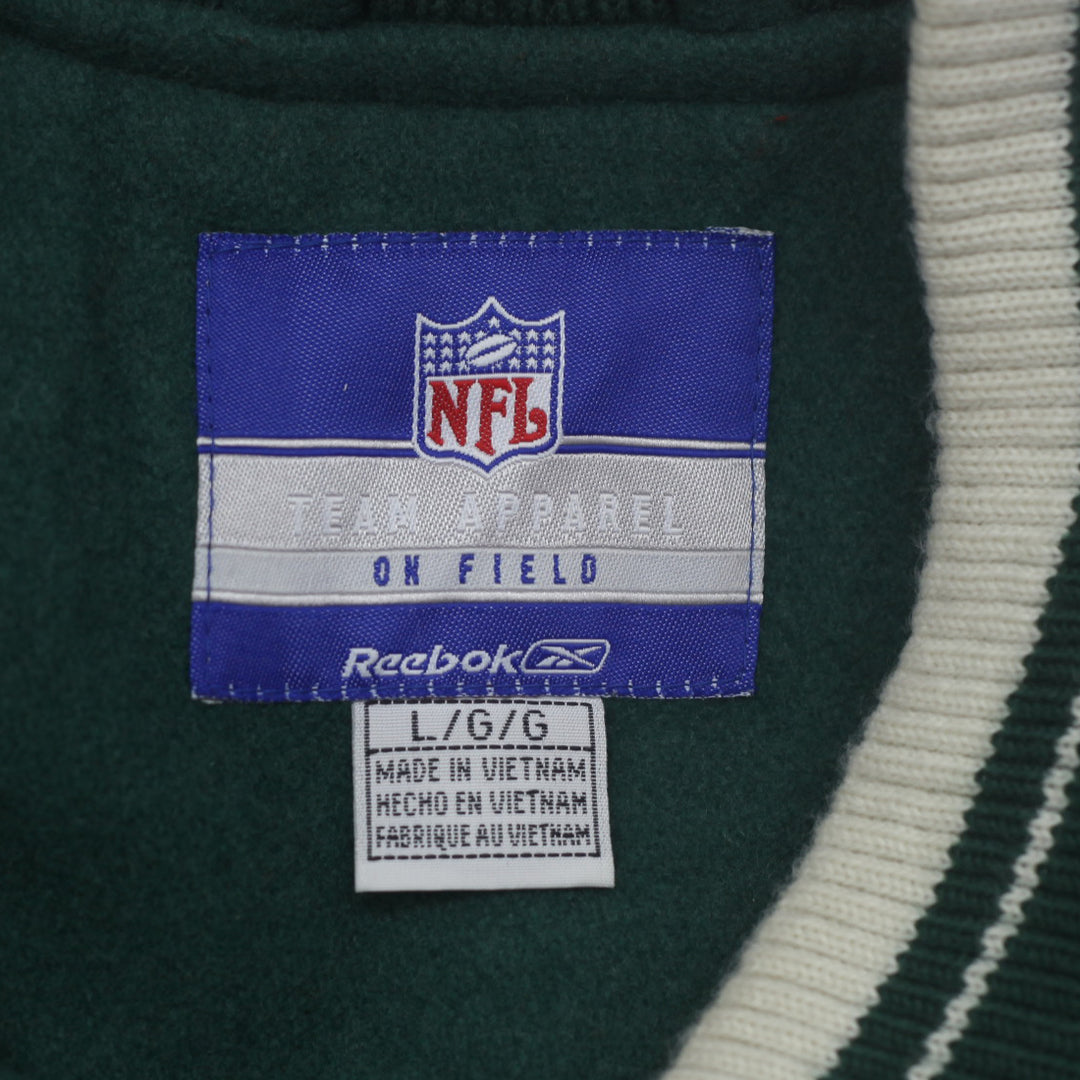 NFL
TEAM APPAREL
ON FIELD
Reebok
L/G/G
MADE IN VIETNAM
HECHO EN VIETNAM
FABRIQUE AU VIETNAM